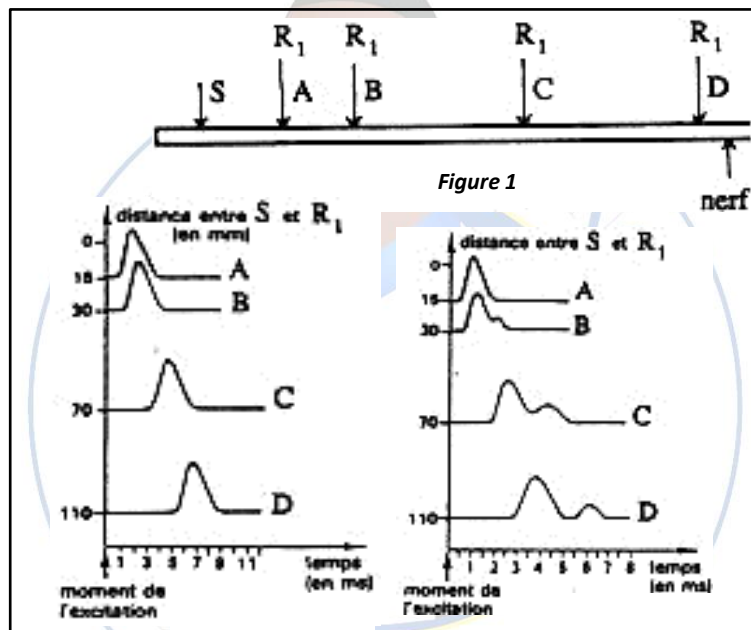 R₁ R₁ R₁ R₁
S A B C D
Figure 1
nerf
distance entre S et R₁
(en mm)
0
15 A
30 B
70 C
110 D
1 3 5 7 9 11 temps
(en ms)
moment de
l'excitation
distance entre S et R₁
0
15 A
30 B
70 C
110 D
1 2 3 4 5 6 7 8 temps
(en ms)
moment de
l'excitation